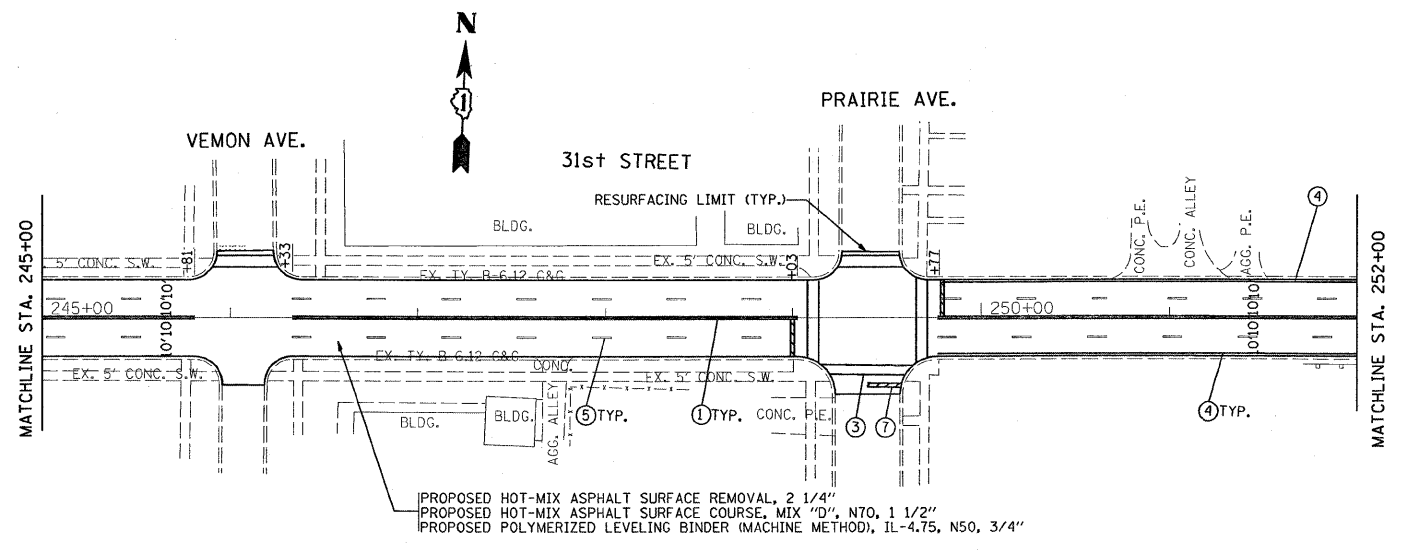 N
1
PRAIRIE AVE.
VEMON AVE.
31st STREET
RESURFACING LIMIT (TYP.)
4
BLDG.
BLDG.
CONC. P.E.
CONC. ALLEY
AGG. P.E.
MATCHLINE STA. 245+00
MATCHLINE STA. 252+00
5' CONC. S.W.
+81
+33
EX. 5' CONC. S.W.
+03
+77
EX. TY. B-6.12 C&G
245+00
10'10'10'10'
250+00
10'10'10'10'
EX. TY. B-6.12 C&G
CONC.
EX. 5' CONC. S.W.
EX. 5' CONC. S.W.
BLDG.
BLDG.
AGG. ALLEY
5 TYP.
1 TYP.
CONC. P.E.
3
7
4 TYP.
PROPOSED HOT-MIX ASPHALT SURFACE REMOVAL, 2 1/4"
PROPOSED HOT-MIX ASPHALT SURFACE COURSE, MIX "D", N70, 1 1/2"
PROPOSED POLYMERIZED LEVELING BINDER (MACHINE METHOD), IL-4.75, N50, 3/4"